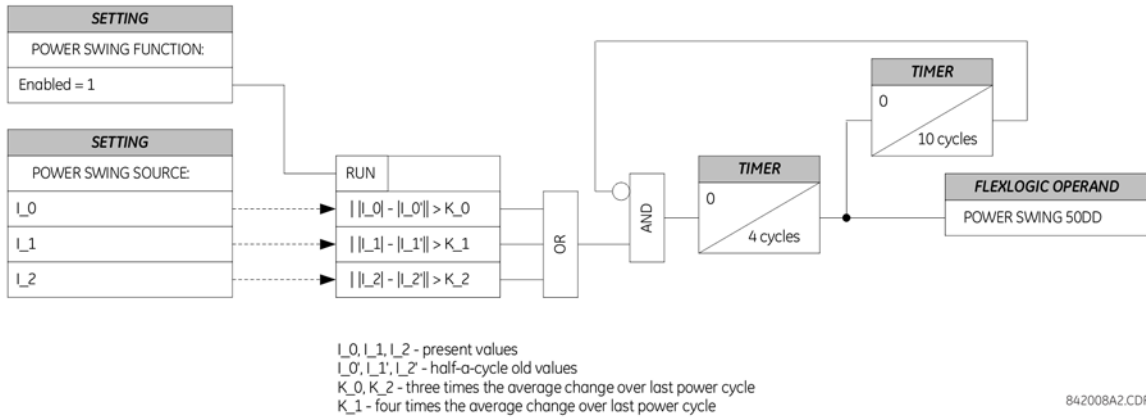 SETTING
POWER SWING FUNCTION:
Enabled = 1
SETTING
POWER SWING SOURCE:
I_0
I_1
I_2
RUN
| |I_0| - |I_0'|| > K_0
| |I_1| - |I_1'|| > K_1
| |I_2| - |I_2'|| > K_2
OR
AND
TIMER
0
4 cycles
TIMER
0
10 cycles
FLEXLOGIC OPERAND
POWER SWING 50DD
I_0, I_1, I_2 - present values
I_0', I_1', I_2' - half-a-cycle old values
K_0, K_2 - three times the average change over last power cycle
K_1 - four times the average change over last power cycle